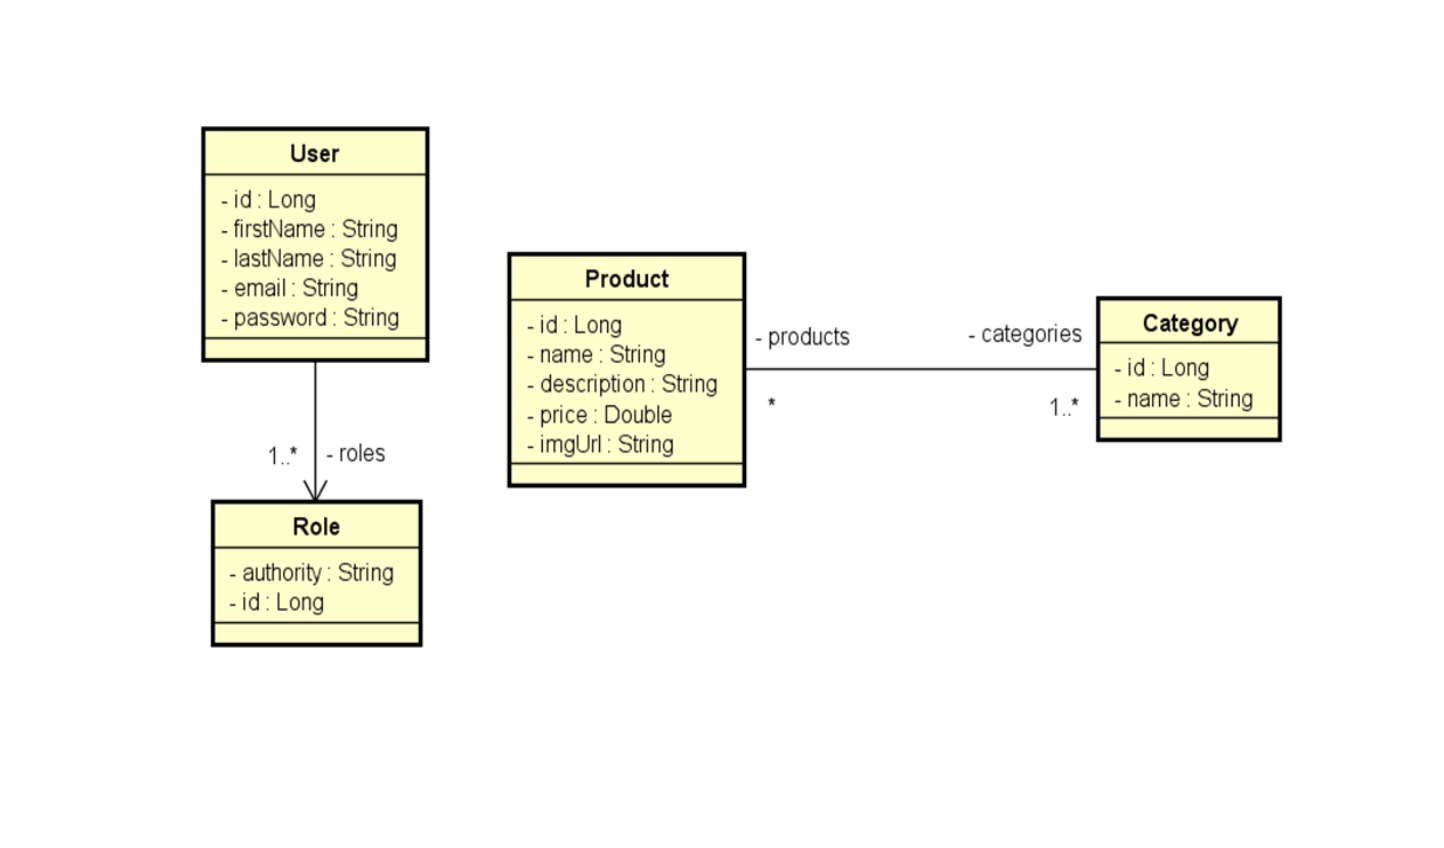 User
- id : Long
- firstName : String
- lastName : String
- email : String
- password : String
1..*
- roles
Role
- authority : String
- id : Long
Product
- id : Long
- name : String
- description : String
- price : Double
- imgUrl : String
- products
*
- categories
1..*
Category
- id : Long
- name : String